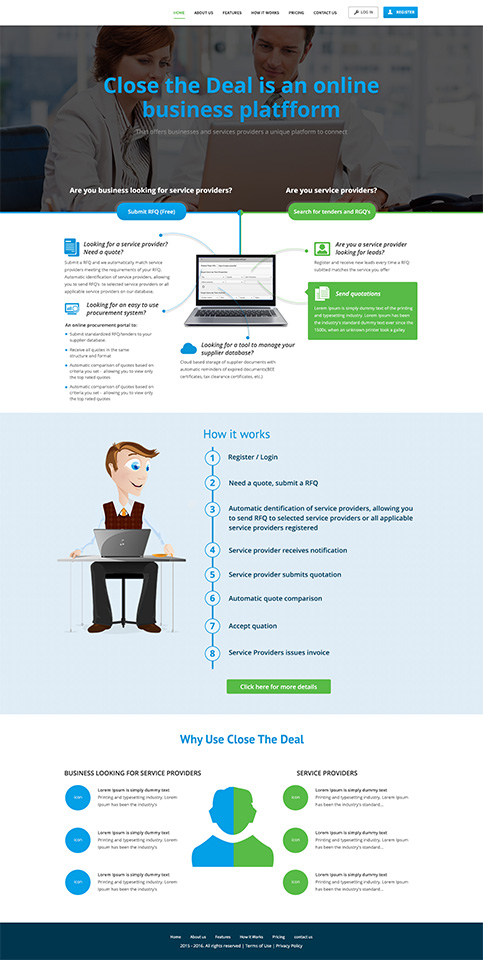 HOME ABOUT US FEATURES HOW IT WORKS PRICING CONTACT US LOG IN REGISTER
Close the Deal is an online
business platfform
That offers businesses and services providers a unique platform to connect
Are you business looking for service providers?
Submit RFQ (Free)
Are you service providers?
Search for tenders and RGQ's
Looking for a service provider?
Need a quote?
Submit a RFQ and we automatically match service
providers meeting the requirements of your RFQ.
Automatic identification of service providers, allowing
you to send RFQ's to selected service providers or all
applicable service providers on our database.
Looking for an easy to use
procurement system?
An online procurement portal to:
Submit standardized RFQ/tenders to your
supplier database.
Receive all quotes in the same
structure and format
Automatic comparison of quotes based on
criteria you set - allowing you to view only
the top rated quotes
Automatic comparison of quotes based on
criteria you set - allowing you to view only
the top rated quotes
Looking for a tool to manage your
supplier database?
Cloud based storage of supplier documents with
automatic reminders of expired documents(BEE
certificates, tax clearance certificates, etc.)
Are you a service provider
looking for leads?
Register and receive new leads every time a RFQ
subitted matches the service you offer
Send quotations
Lorem Ipsum is simply dummy text of the printing
and typesetting industry. Lorem Ipsum has been the
industry's standard dummy text ever since the
1500s, when an unknown printer took a galley
How it works
1 Register / Login
2 Need a quote, submit a RFQ
3 Automatic dentification of service providers, allowing you
to send RFQ to selected service providers or all applicable
service providers registered
4 Service provider receives notification
5 Service provider submits quotation
6 Automatic quote comparison
7 Accept quation
8 Service Providers issues invoice
Click here for more details
Why Use Close The Deal
BUSINESS LOOKING FOR SERVICE PROVIDERS
icon
Lorem Ipsum is simply dummy text
Printing and typesetting industry. Lorem
Ipsum has been the industry's
icon
Lorem Ipsum is simply dummy text
Printing and typesetting industry. Lorem
Ipsum has been the industry's
icon
Lorem Ipsum is simply dummy text
Printing and typesetting industry. Lorem
Ipsum has been the industry's
SERVICE PROVIDERS
icon
Lorem Ipsum is simply dummy text
Printing and typesetting industry. Lorem Ipsum
has been the industry's standard...
icon
Lorem Ipsum is simply dummy text
Printing and typesetting industry. Lorem Ipsum
has been the industry's standard...
icon
Lorem Ipsum is simply dummy text
Printing and typesetting industry. Lorem Ipsum
has been the industry's standard...
Home About us Features How it Works Pricing contact us
2015 - 2016. All rights reserved | Terms of Use | Privacy Policy